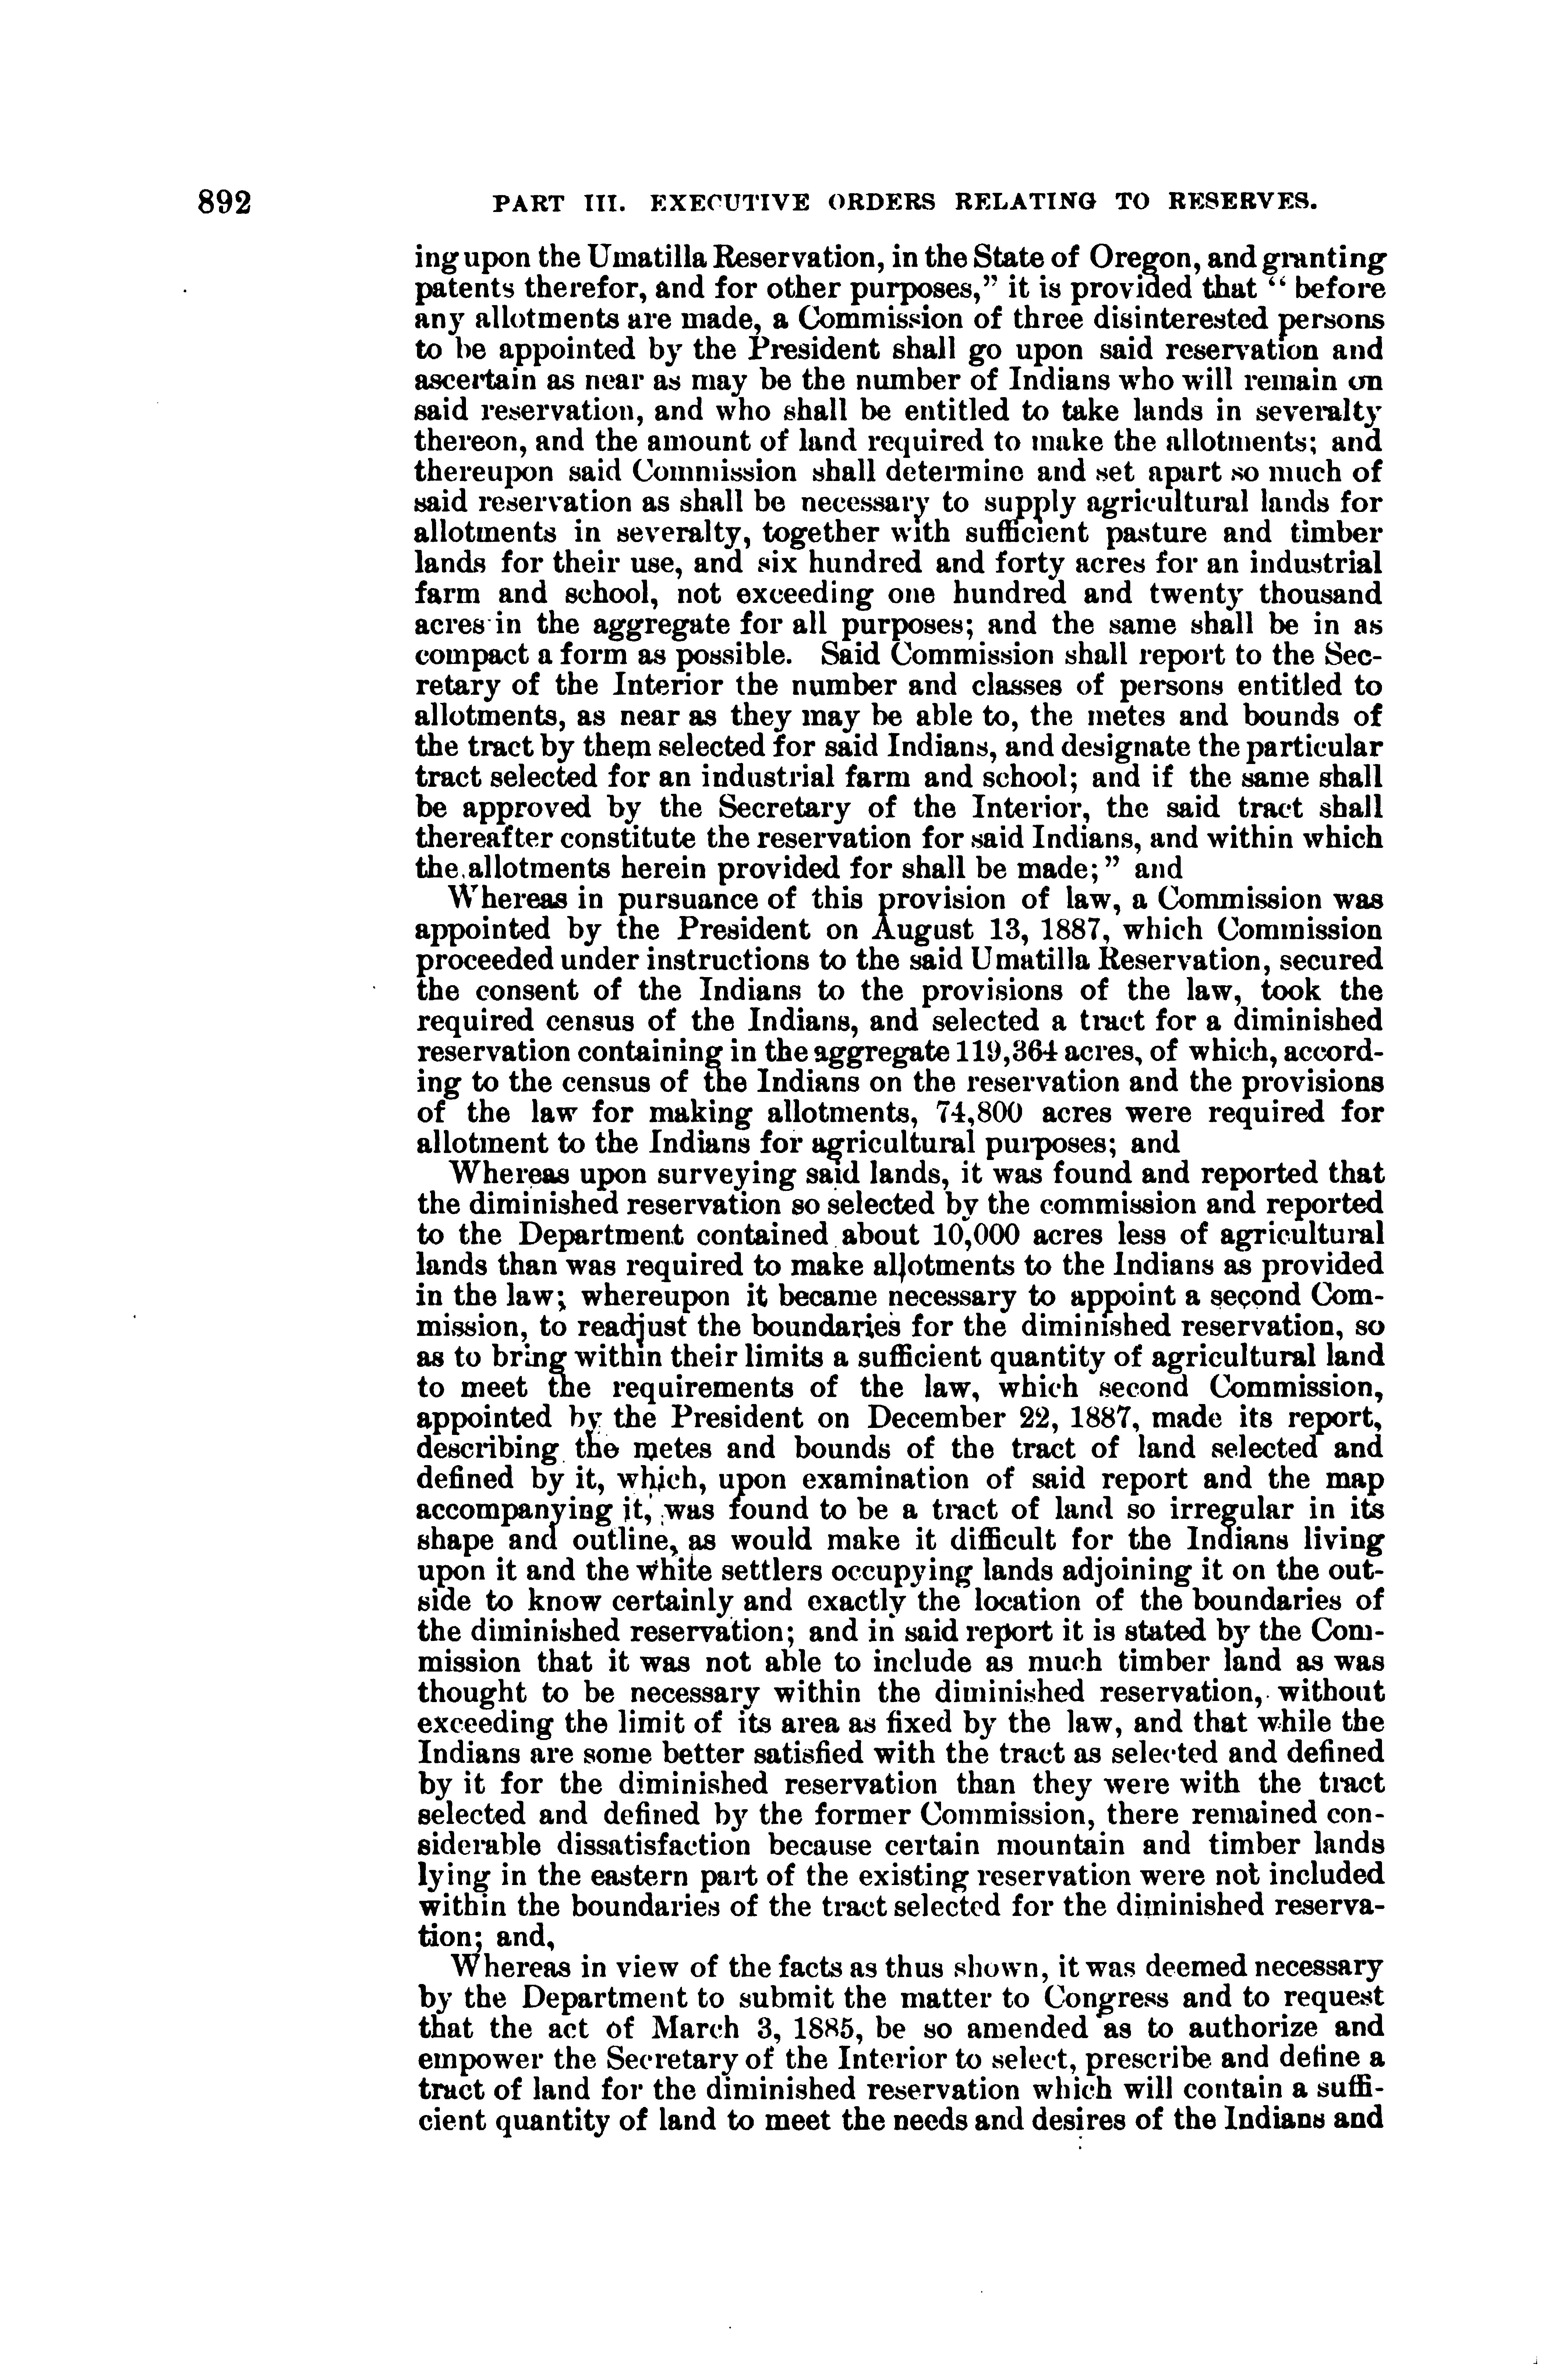 892 PART III. EXECUTIVE ORDERS RELATING TO RESERVES.
ing upon the Umatilla Reservation, in the State of Oregon, and granting
patents therefor, and for other purposes,” it is provided that “ before
any allotments are made, a Commission of three disinterested persons
to be appointed by the President shall go upon said reservation and
ascertain as near as may be the number of Indians who will remain on
said reservation, and who shall be entitled to take lands in severalty
thereon, and the amount of land required to make the allotments; and
thereupon said Commission shall determine and set apart so much of
said reservation as shall be necessary to supply agricultural lands for
allotments in severalty, together with sufficient pasture and timber
lands for their use, and six hundred and forty acres for an industrial
farm and school, not exceeding one hundred and twenty thousand
acres in the aggregate for all purposes; and the same shall be in as
compact a form as possible. Said Commission shall report to the Sec-
retary of the Interior the number and classes of persons entitled to
allotments, as near as they may be able to, the metes and bounds of
the tract by them selected for said Indians, and designate the particular
tract selected for an industrial farm and school; and if the same shall
be approved by the Secretary of the Interior, the said tract shall
thereafter constitute the reservation for said Indians, and within which
the allotments herein provided for shall be made;” and
Whereas in pursuance of this provision of law, a Commission was
appointed by the President on August 13, 1887, which Commission
proceeded under instructions to the said Umatilla Reservation, secured
the consent of the Indians to the provisions of the law, took the
required census of the Indians, and selected a tract for a diminished
reservation containing in the aggregate 119,364 acres, of which, accord-
ing to the census of the Indians on the reservation and the provisions
of the law for making allotments, 74,800 acres were required for
allotment to the Indians for agricultural purposes; and
Whereas upon surveying said lands, it was found and reported that
the diminished reservation so selected by the commission and reported
to the Department contained about 10,000 acres less of agricultural
lands than was required to make allotments to the Indians as provided
in the law; whereupon it became necessary to appoint a second Com-
mission, to readjust the boundaries for the diminished reservation, so
as to bring within their limits a sufficient quantity of agricultural land
to meet the requirements of the law, which second Commission,
appointed by the President on December 22, 1887, made its report,
describing the metes and bounds of the tract of land selected and
defined by it, which, upon examination of said report and the map
accompanying it, was found to be a tract of land so irregular in its
shape and outline, as would make it difficult for the Indians living
upon it and the white settlers occupying lands adjoining it on the out-
side to know certainly and exactly the location of the boundaries of
the diminished reservation; and in said report it is stated by the Com-
mission that it was not able to include as much timber land as was
thought to be necessary within the diminished reservation, without
exceeding the limit of its area as fixed by the law, and that while the
Indians are some better satisfied with the tract as selected and defined
by it for the diminished reservation than they were with the tract
selected and defined by the former Commission, there remained con-
siderable dissatisfaction because certain mountain and timber lands
lying in the eastern part of the existing reservation were not included
within the boundaries of the tract selected for the diminished reserva-
tion; and,
Whereas in view of the facts as thus shown, it was deemed necessary
by the Department to submit the matter to Congress and to request
that the act of March 3, 1885, be so amended as to authorize and
empower the Secretary of the Interior to select, prescribe and define a
tract of land for the diminished reservation which will contain a suffi-
cient quantity of land to meet the needs and desires of the Indians and